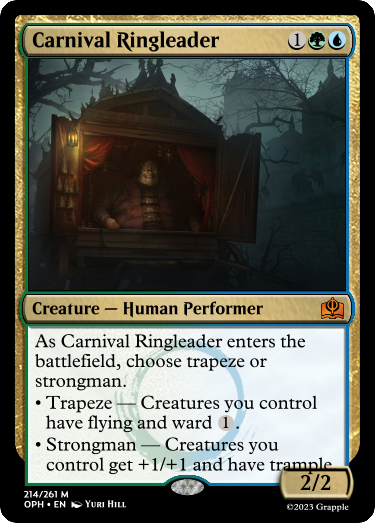 Carnival Ringleader 1
Creature — Human Performer
As Carnival Ringleader enters the
battlefield, choose trapeze or
strongman.
• Trapeze — Creatures you control
have flying and ward 1.
• Strongman — Creatures you
control get +1/+1 and have trample.
2/2
214/261 M
OPH • EN Yuri Hill
©2023 Grapple